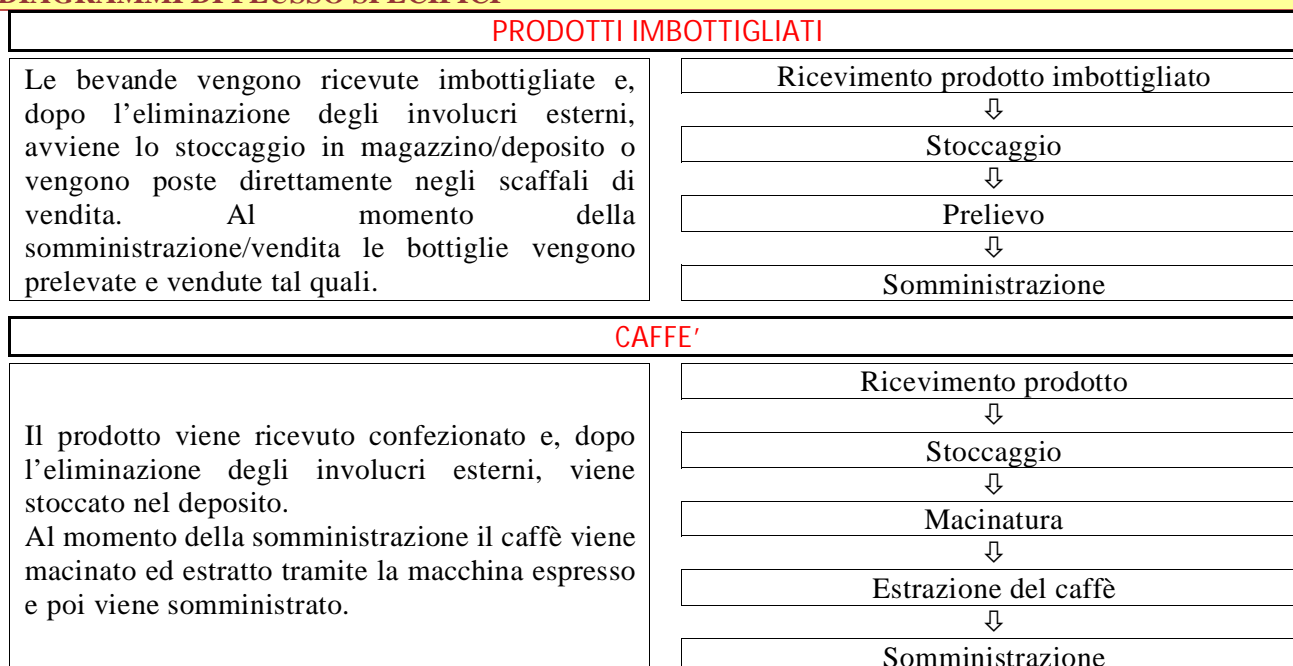 DIAGRAMMI DI FLUSSO SPECIFICI
PRODOTTI IMBOTTIGLIATI
Le bevande vengono ricevute imbottigliate e,
dopo l'eliminazione degli involucri esterni,
avviene lo stoccaggio in magazzino/deposito o
vengono poste direttamente negli scaffali di
vendita. Al momento della
somministrazione/vendita le bottiglie vengono
prelevate e vendute tal quali.
Ricevimento prodotto imbottigliato
⇩
Stoccaggio
⇩
Prelievo
⇩
Somministrazione
CAFFE'
Il prodotto viene ricevuto confezionato e, dopo
l'eliminazione degli involucri esterni, viene
stoccato nel deposito.
Al momento della somministrazione il caffè viene
macinato ed estratto tramite la macchina espresso
e poi viene somministrato.
Ricevimento prodotto
⇩
Stoccaggio
⇩
Macinatura
⇩
Estrazione del caffè
⇩
Somministrazione